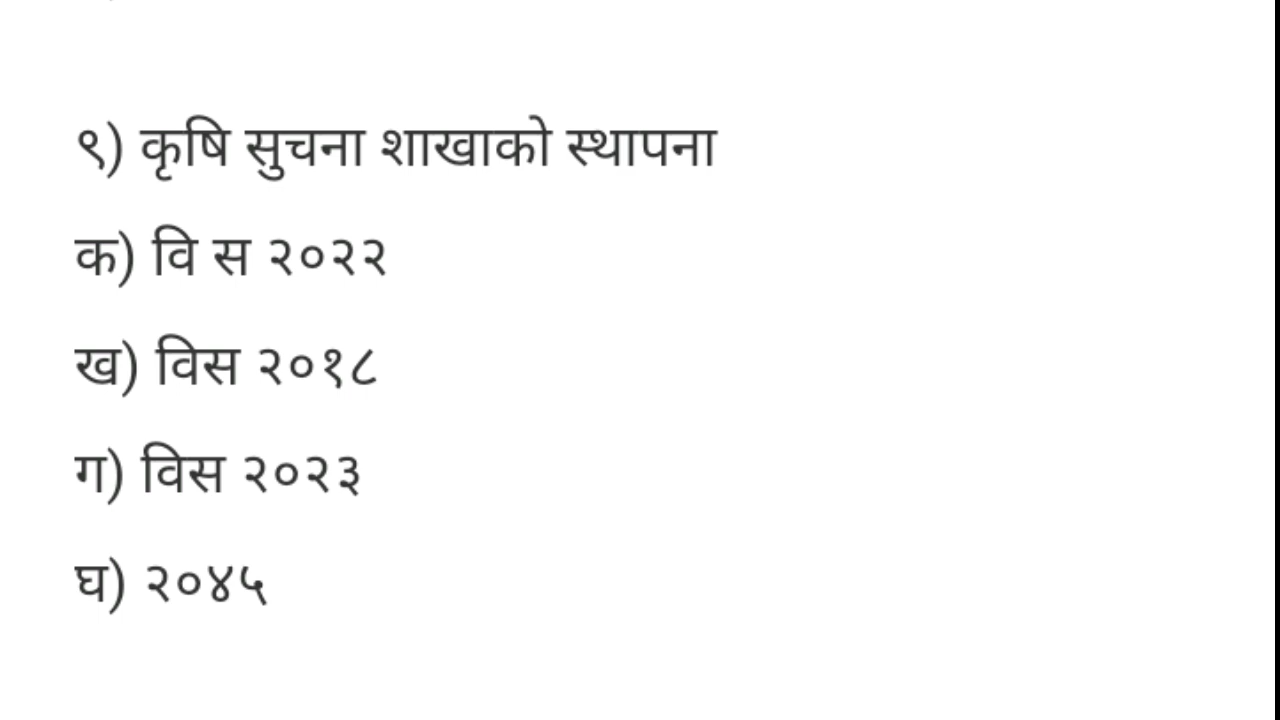 ९) कृषि सुचना शाखाको स्थापना
क) वि स २०२२
ख) विस २०१८
ग) विस २०२३
घ) २०४५